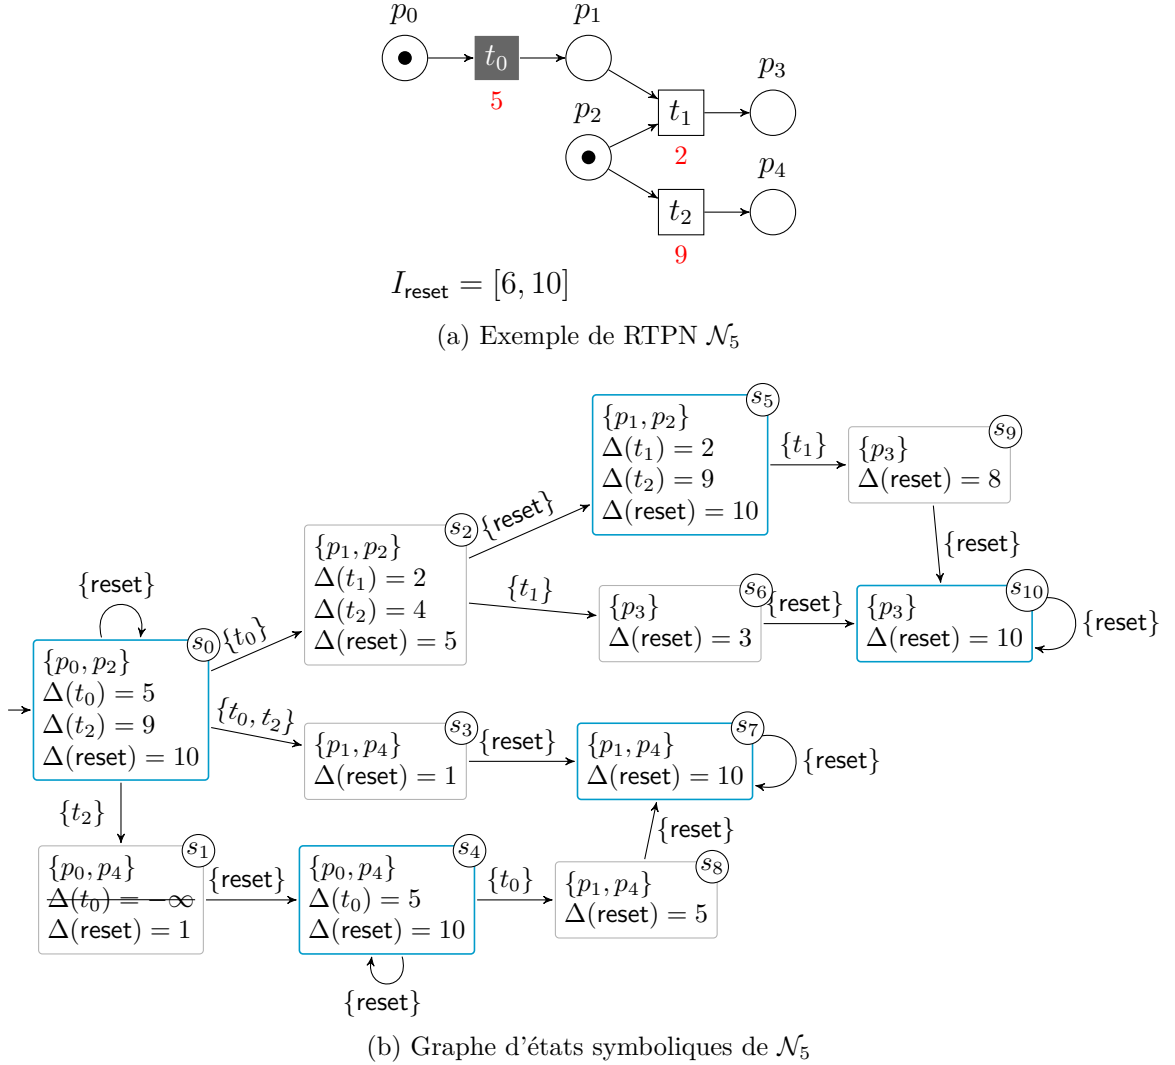 p₀
p₁
t₀
5
p₃
p₂
t₁
2
p₄
t₂
9
I_reset = [6, 10]
(a) Exemple de RTPN 𝒩₅
s₅
{p₁, p₂}
Δ(t₁) = 2
Δ(t₂) = 9
Δ(reset) = 10
{t₁}
s₉
{p₃}
Δ(reset) = 8
{reset}
s₂
{p₁, p₂}
Δ(t₁) = 2
Δ(t₂) = 4
Δ(reset) = 5
{reset}
{t₁}
s₆
{p₃}
Δ(reset) = 3
{reset}
s₁₀
{p₃}
Δ(reset) = 10
{reset}
{reset}
s₀
{p₀, p₂}
Δ(t₀) = 5
Δ(t₂) = 9
Δ(reset) = 10
{t₀}
{t₀, t₂}
s₃
{p₁, p₄}
Δ(reset) = 1
{reset}
s₇
{p₁, p₄}
Δ(reset) = 10
{reset}
{t₂}
s₁
{p₀, p₄}
Δ(t₀) = −∞
Δ(reset) = 1
{reset}
s₄
{p₀, p₄}
Δ(t₀) = 5
Δ(reset) = 10
{reset}
{t₀}
s₈
{p₁, p₄}
Δ(reset) = 5
{reset}
(b) Graphe d'états symboliques de 𝒩₅